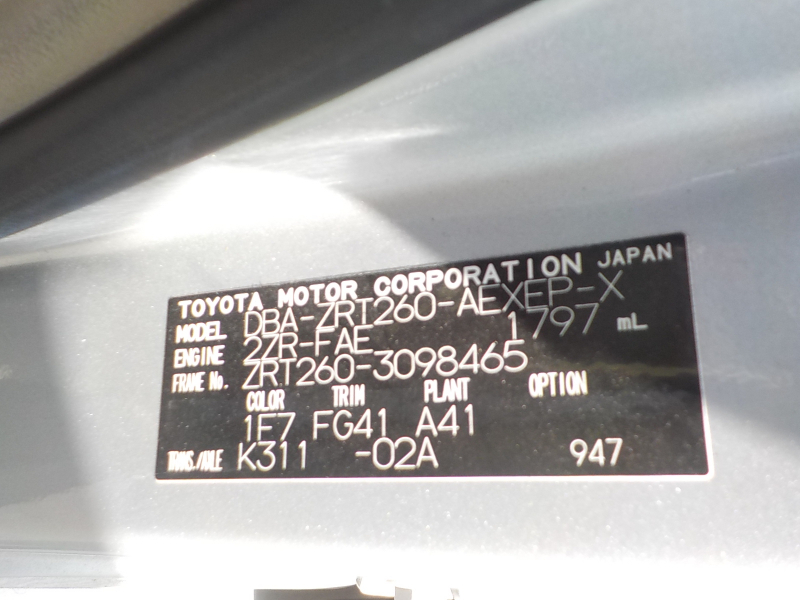 TOYOTA MOTOR CORPORATION JAPAN
MODEL DBA-ZRT260-AEXEP-X
ENGINE 2ZR-FAE 1797 mL
FRAME No. ZRT260-3098465
COLOR TRIM PLANT OPTION
1E7 FG41 A41
TRANS./AXLE K311 -02A 947